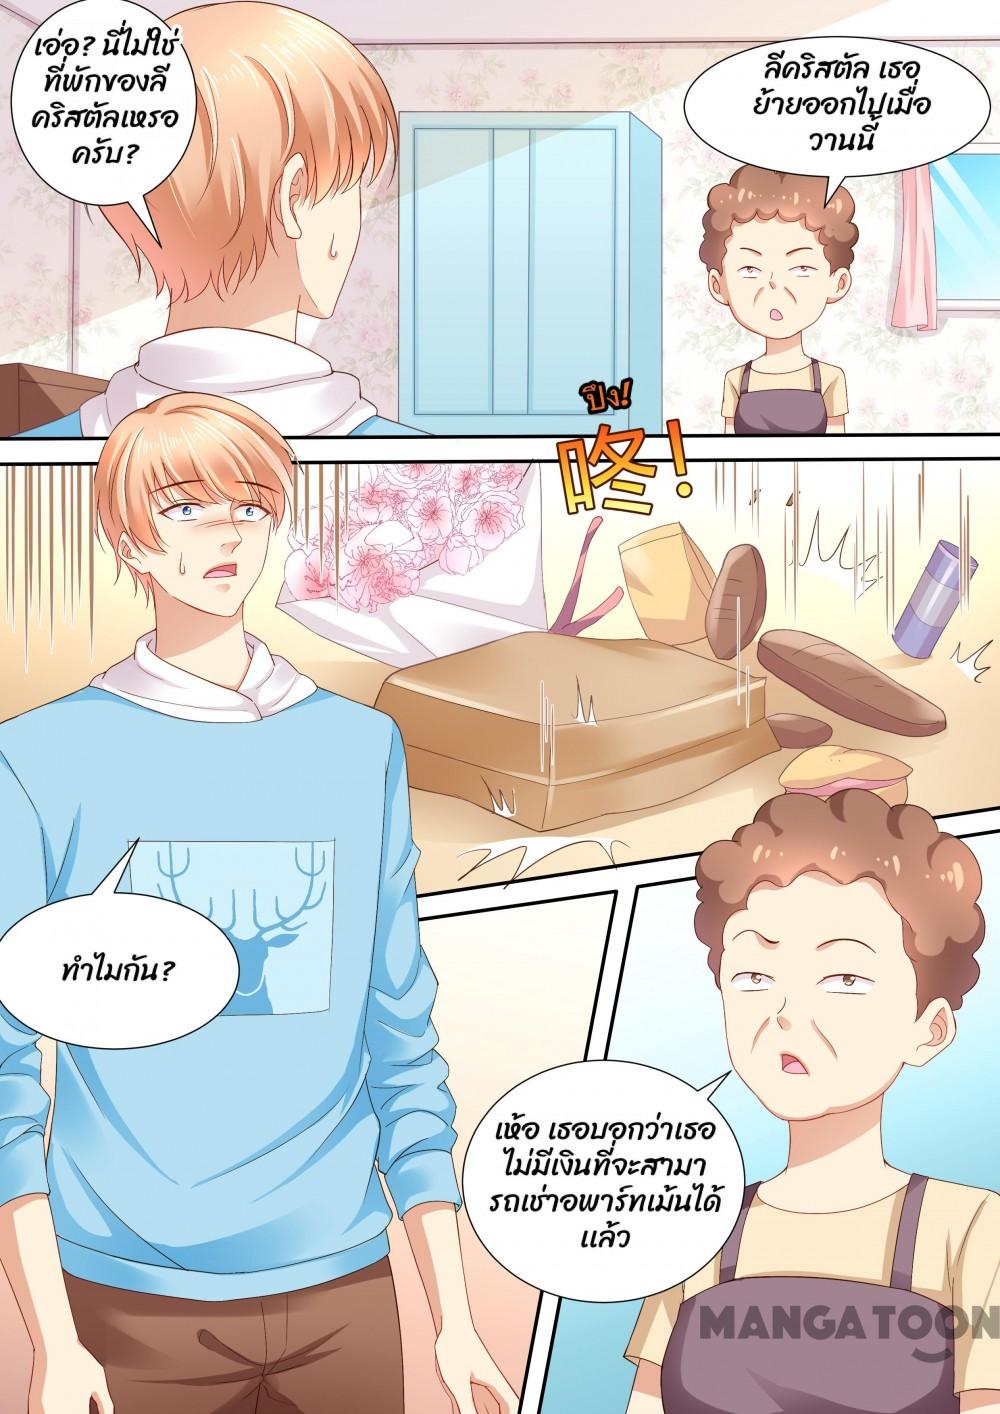 เอ่อ? นี่ไม่ใช่
ที่พักของลี
คริสตัลเหรอ
ครับ?
ลีคริสตัล เธอ
ย้ายออกไปเมื่อ
วานนี้
ปึง!
咚!
ทำไมกัน?
เห้อ เธอบอกว่าเธอ
ไม่มีเงินที่จะสามา
รถเช่าอพาร์ทเม้นได้
แล้ว
MANGATOON